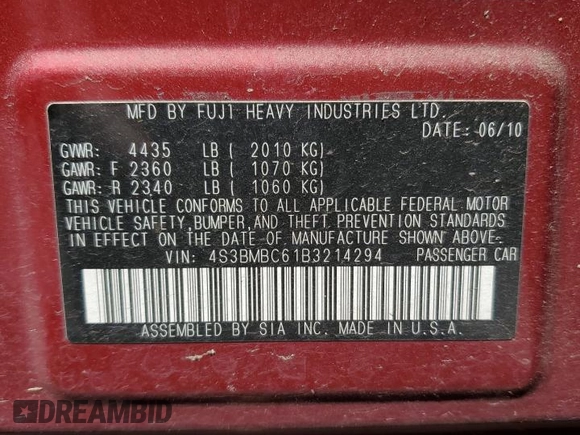 MFD BY FUJI HEAVY INDUSTRIES LTD.
DATE: 06/10
GVWR: 4435 LB ( 2010 KG)
GAWR: F 2360 LB ( 1070 KG)
GAWR: R 2340 LB ( 1060 KG)
THIS VEHICLE CONFORMS TO ALL APPLICABLE FEDERAL MOTOR
VEHICLE SAFETY,BUMPER,AND THEFT PREVENTION STANDARDS
IN EFFECT ON THE DATE OF MANUFACTURE SHOWN ABOVE.
VIN: 4S3BMBC61B3214294 PASSENGER CAR
ASSEMBLED BY SIA INC. MADE IN U.S.A.
DREAMBID